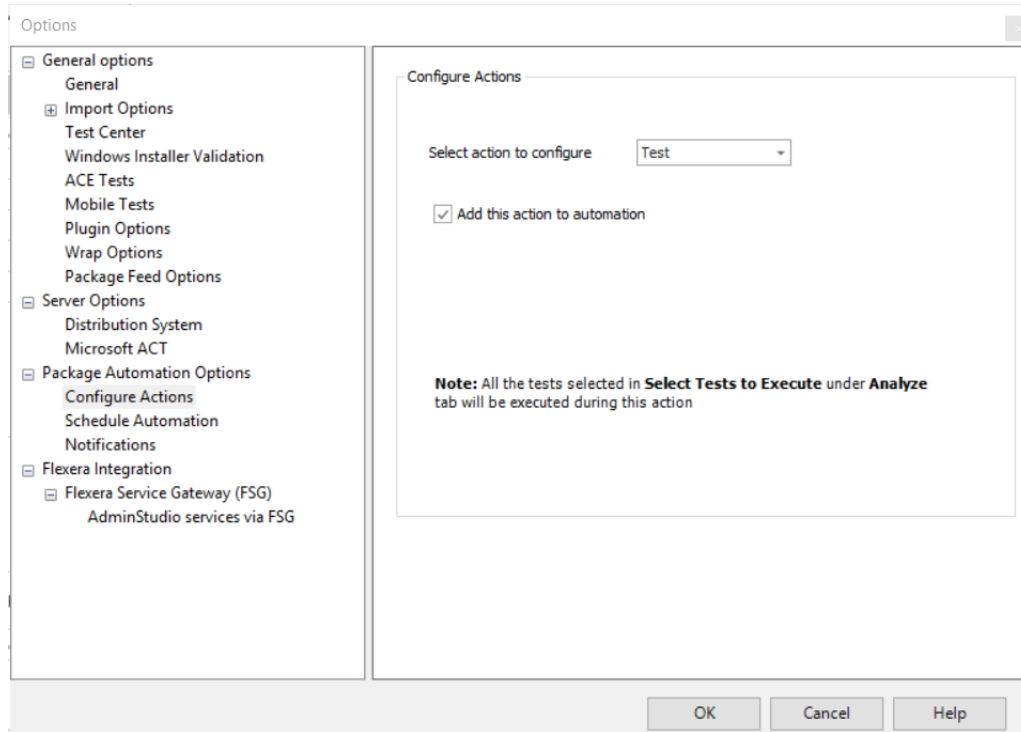 Options
General options
General
Import Options
Test Center
Windows Installer Validation
ACE Tests
Mobile Tests
Plugin Options
Wrap Options
Package Feed Options
Server Options
Distribution System
Microsoft ACT
Package Automation Options
Configure Actions
Schedule Automation
Notifications
Flexera Integration
Flexera Service Gateway (FSG)
AdminStudio services via FSG
Configure Actions
Select action to configure Test
Add this action to automation
Note: All the tests selected in Select Tests to Execute under Analyze
tab will be executed during this action
OK Cancel Help